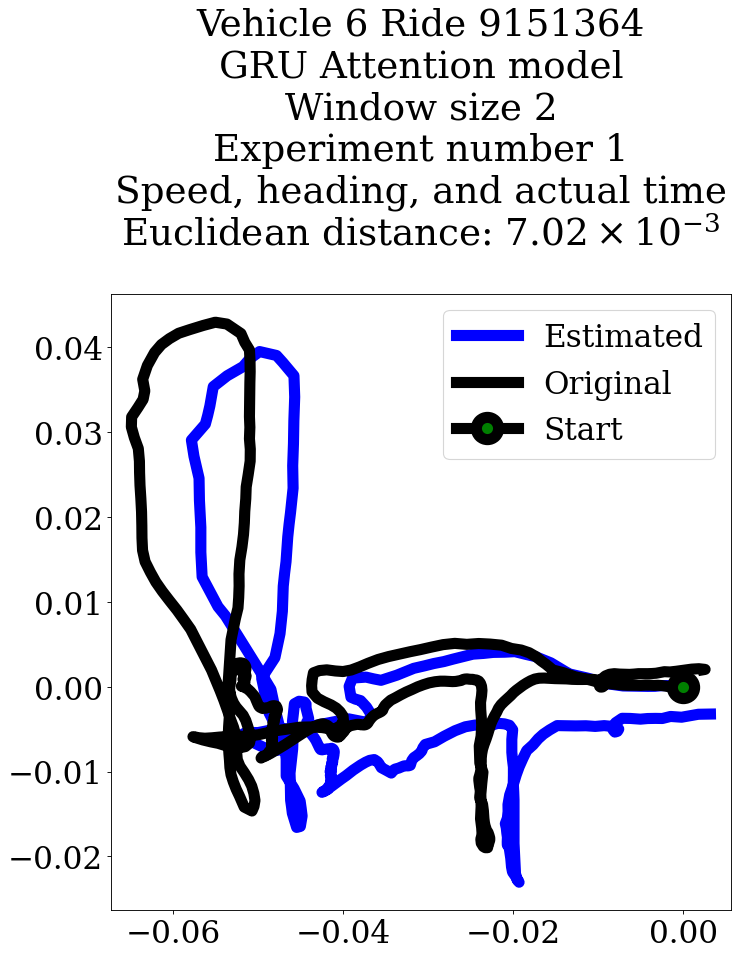 Vehicle 6 Ride 9151364
GRU Attention model
Window size 2
Experiment number 1
Speed, heading, and actual time
Euclidean distance: 7.02 × 10⁻³
Estimated
Original
Start
0.04
0.03
0.02
0.01
0.00
−0.01
−0.02
−0.06 −0.04 −0.02 0.00